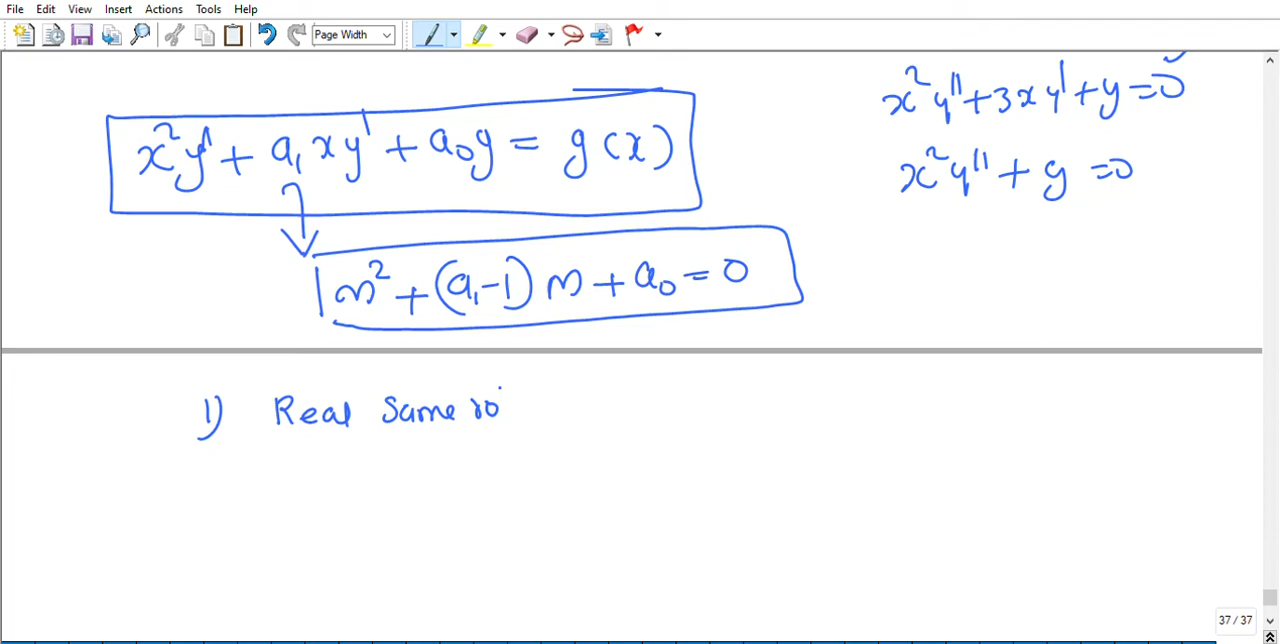 File Edit View Insert Actions Tools Help
Page Width
x²y'' + 3xy' + y = 0
x²y'' + a₁xy' + a₀y = g(x)
x²y'' + y = 0
m² + (a₁-1)m + a₀ = 0
1) Real Same ro
37 / 37